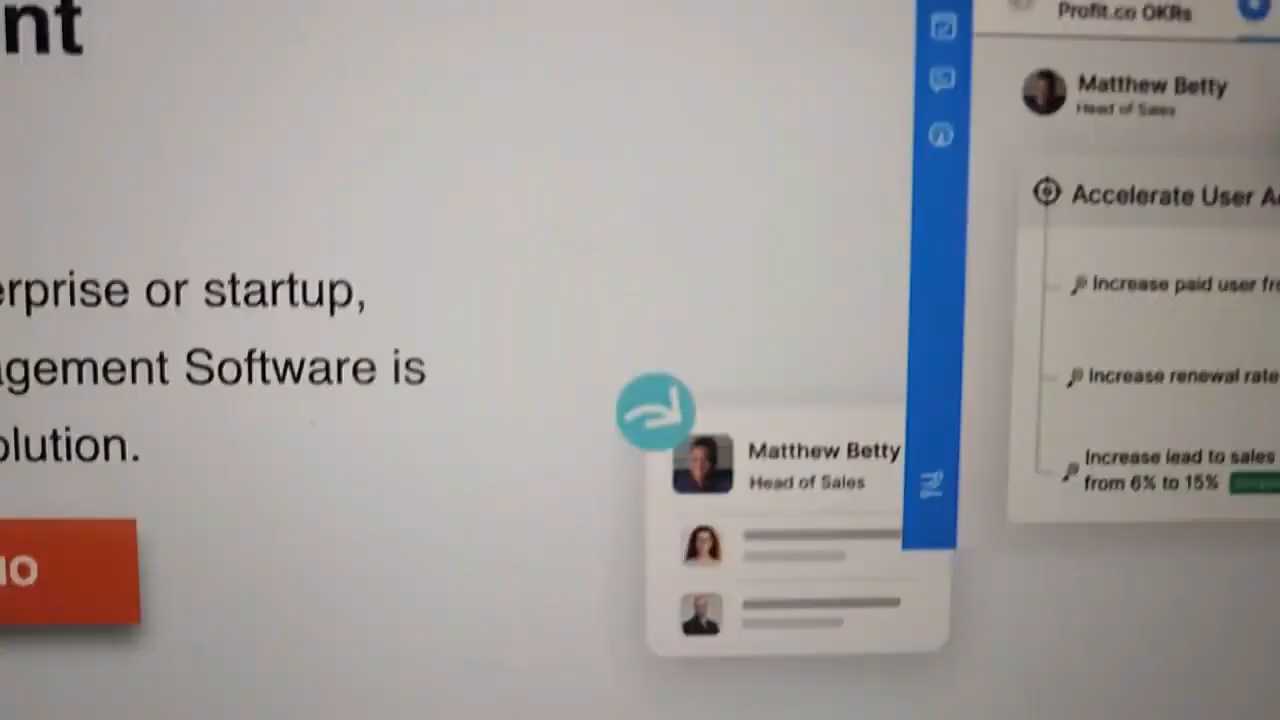 nt
erprise or startup,
agement Software is
olution.
MO
Profit.co OKRs
Matthew Betty
Head of Sales
Accelerate User A
Increase paid user fr
Increase renewal rate
Increase lead to sales
from 6% to 15%
Matthew Betty
Head of Sales